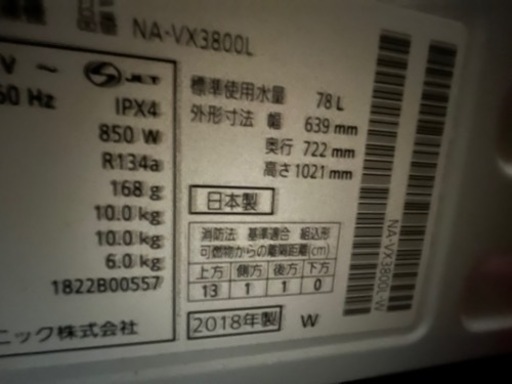 品番 NA-VX3800L
V ～ JET
60 Hz
IPX4
850 W
R134a
168 g
10.0 kg
10.0 kg
6.0 kg
1822B00557
ニック株式会社
標準使用水量 78 L
外形寸法 幅 639 mm
奥行 722 mm
高さ 1021 mm
日本製
消防法 基準適合 組込形
可燃物からの離隔距離(cm)
上方 側方 後方 下方
13 1 1 0
2018年製 W
NA-VX3800L-W